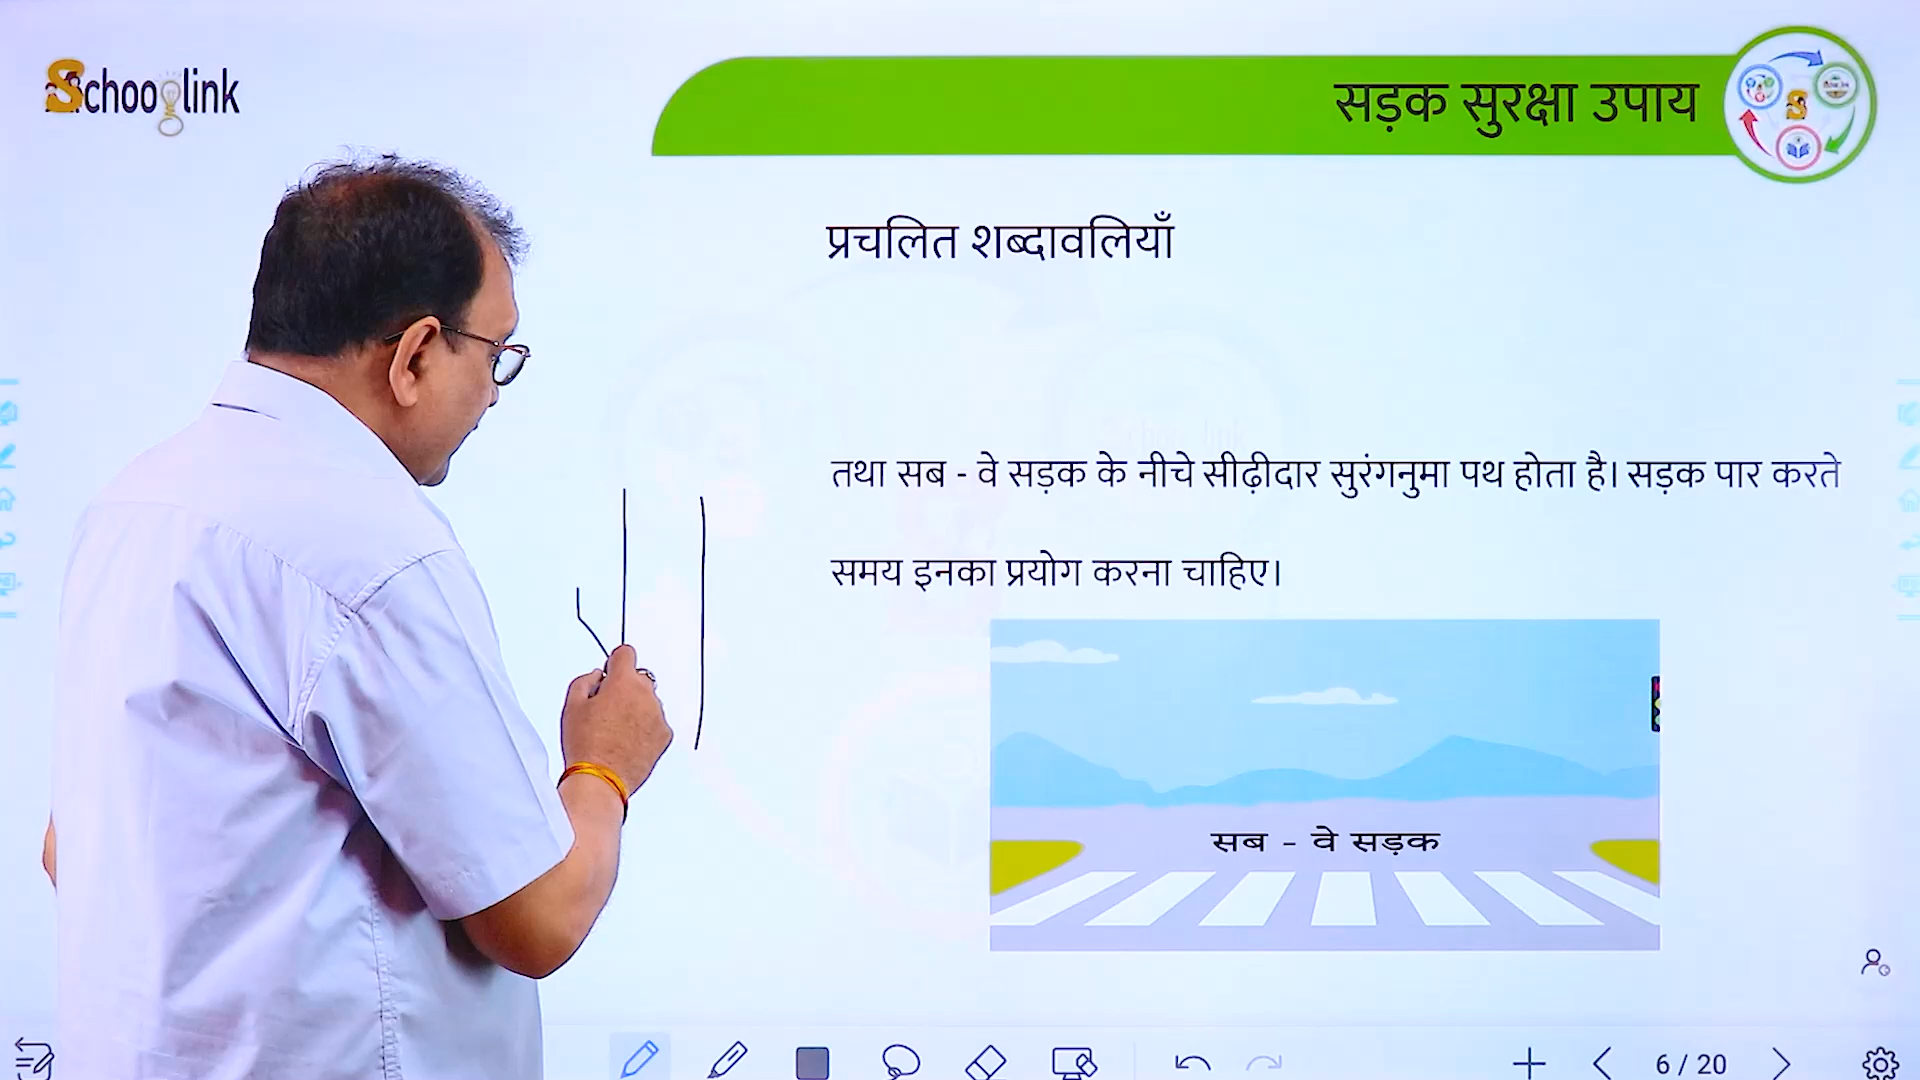 Schoolink
सड़क सुरक्षा उपाय
प्रचलित शब्दावलियाँ
तथा सब - वे सड़क के नीचे सीढ़ीदार सुरंगनुमा पथ होता है। सड़क पार करते
समय इनका प्रयोग करना चाहिए।
सब - वे सड़क
6 / 20